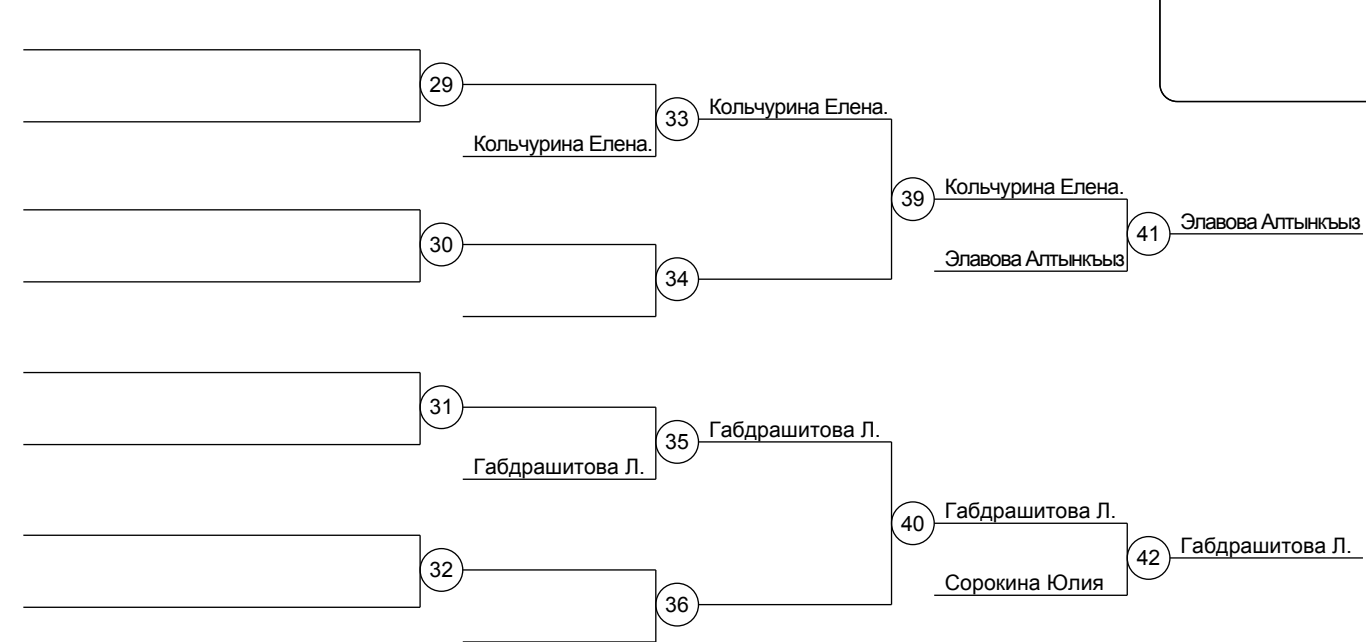 29
33 Кольчурина Елена.
Кольчурина Елена.
39 Кольчурина Елена.
41 Элавова Алтынкъыз
30
Элавова Алтынкъыз
34
31
35 Габдрашитова Л.
Габдрашитова Л.
40 Габдрашитова Л.
42 Габдрашитова Л.
32
Сорокина Юлия
36